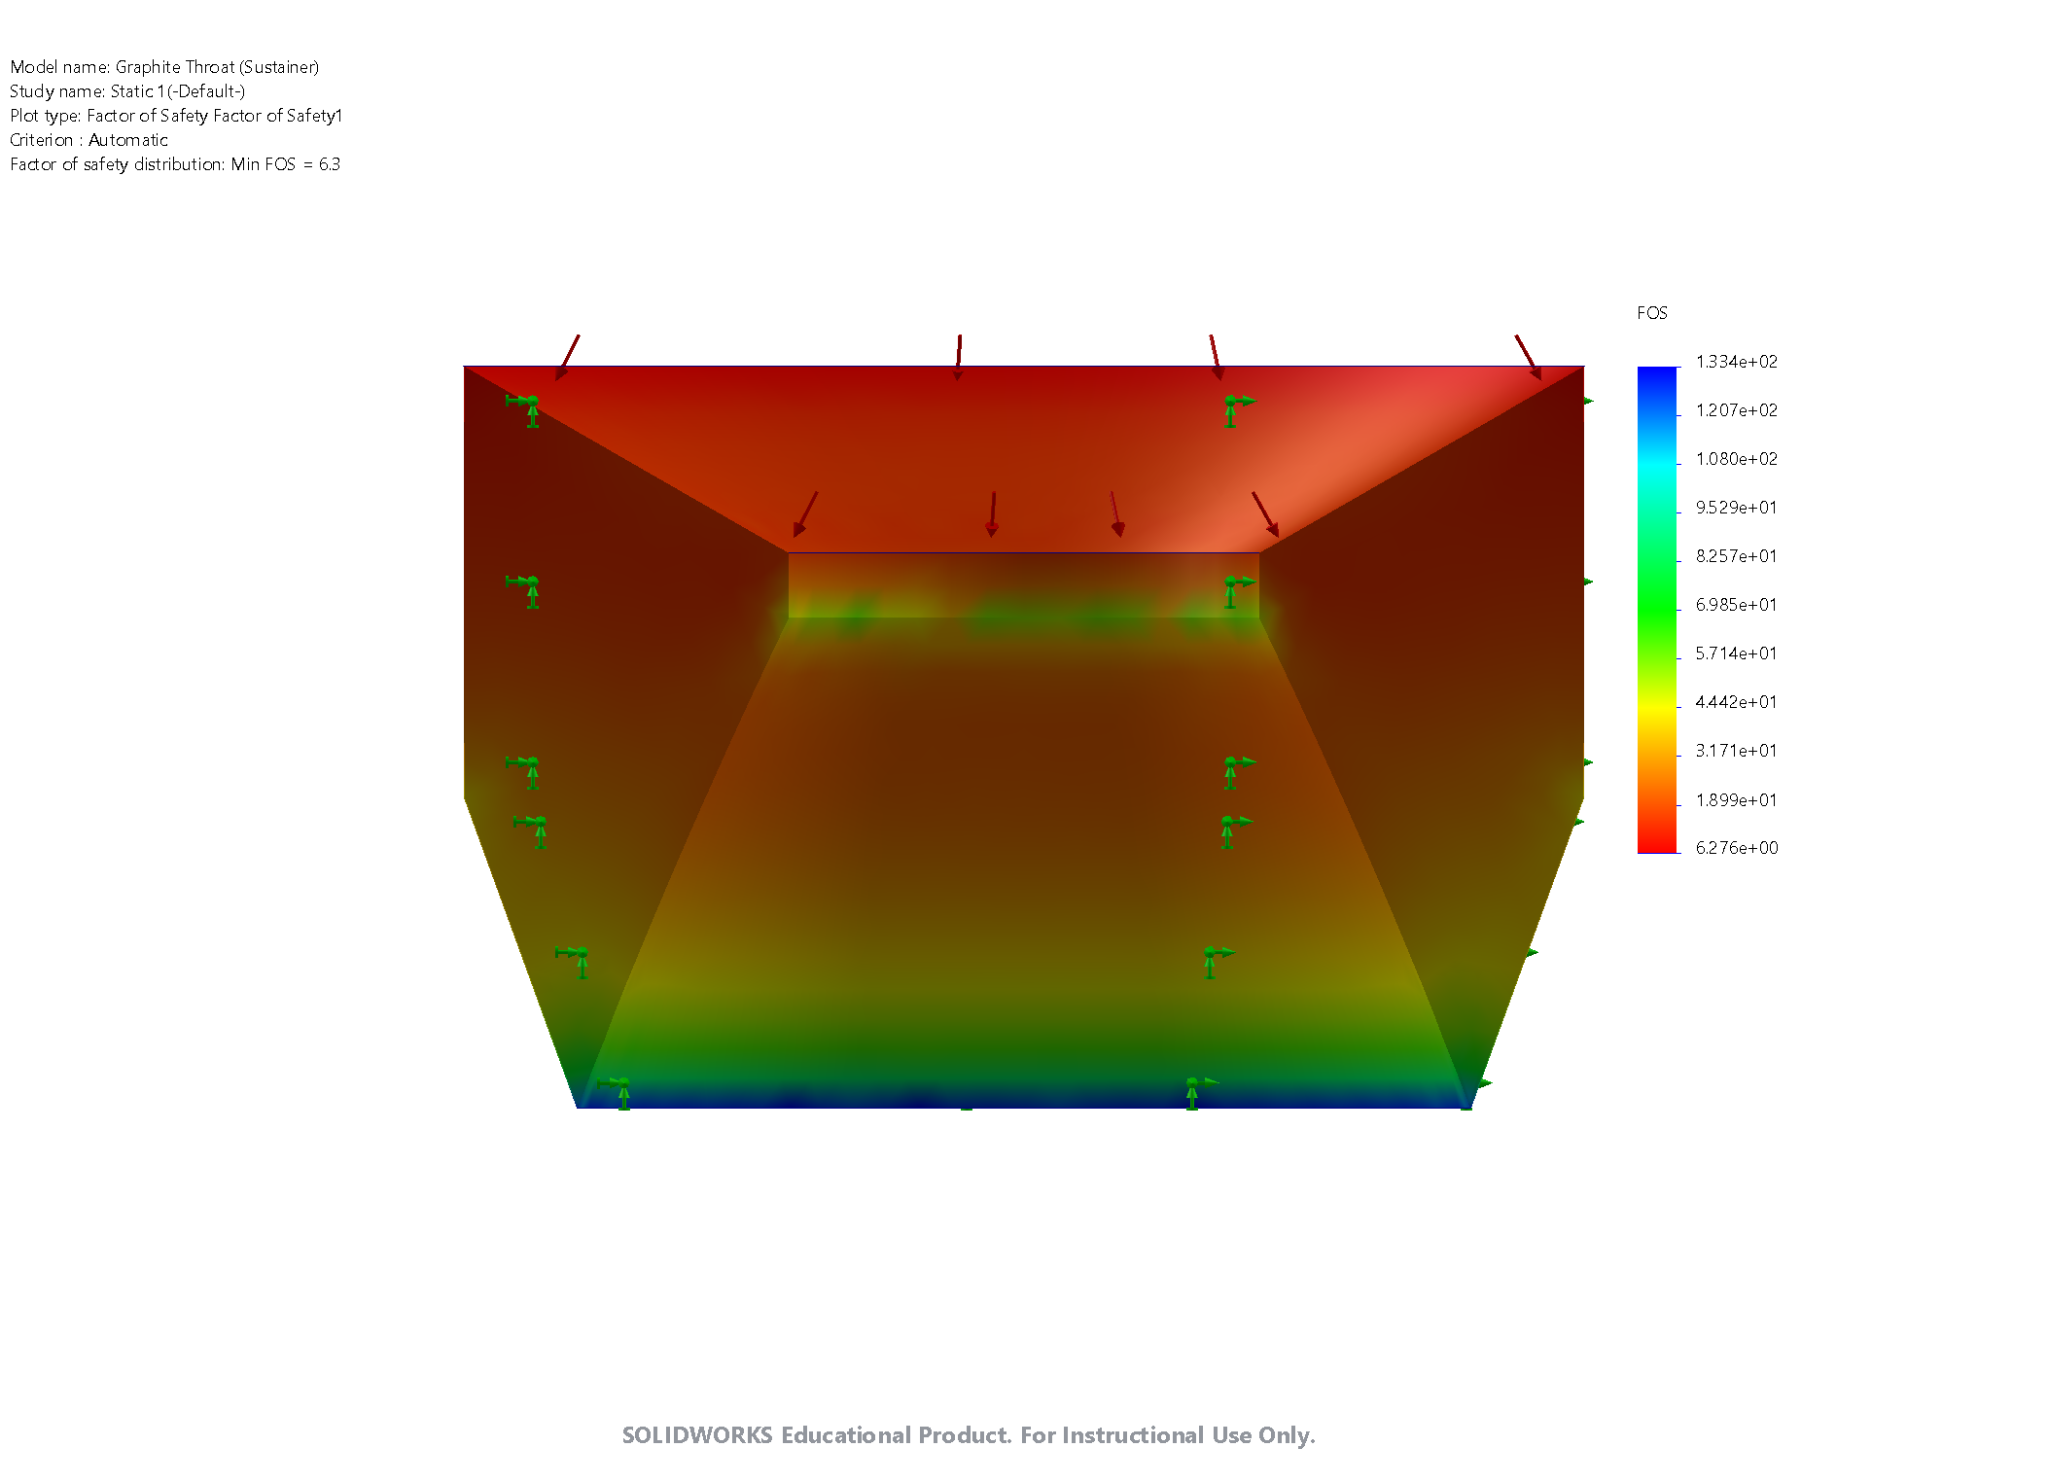 Model name: Graphite Throat (Sustainer)
Study name: Static 1(-Default-)
Plot type: Factor of Safety Factor of Safety1
Criterion : Automatic
Factor of safety distribution: Min FOS = 6.3
FOS
1.334e+02
1.207e+02
1.080e+02
9.529e+01
8.257e+01
6.985e+01
5.714e+01
4.442e+01
3.171e+01
1.899e+01
6.276e+00
SOLIDWORKS Educational Product. For Instructional Use Only.